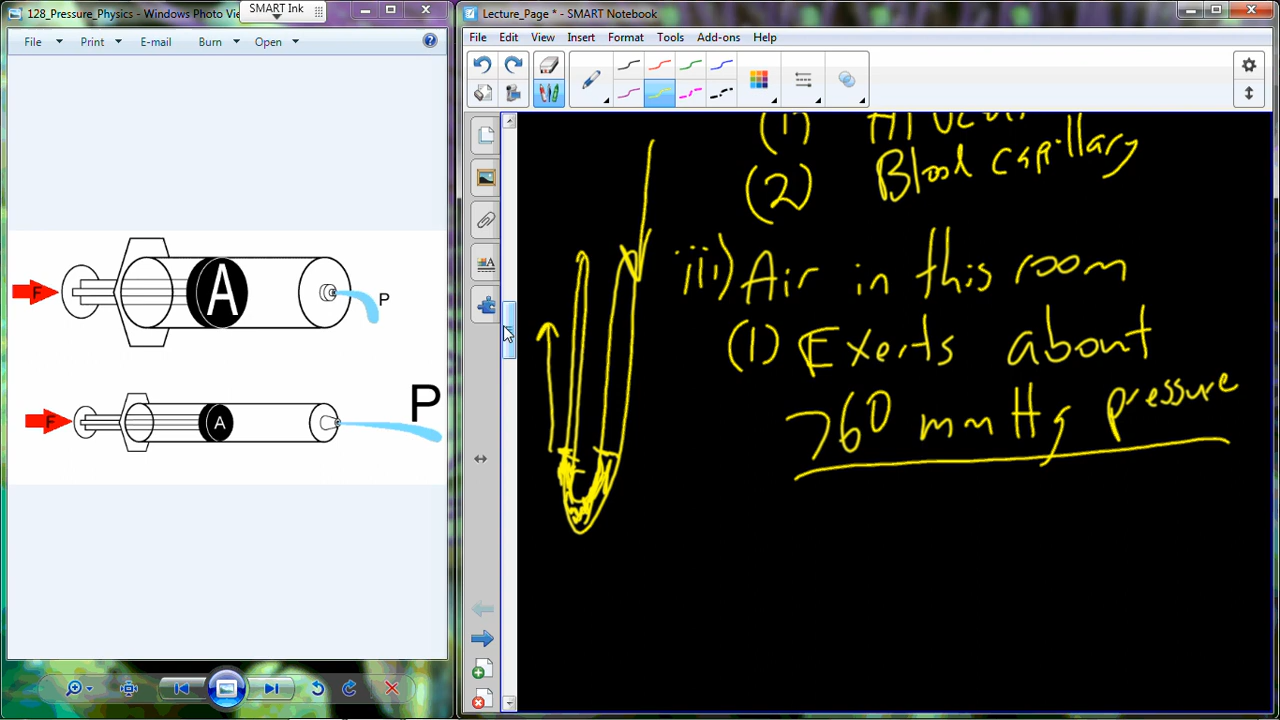 128_Pressure_Physics - Windows Photo Vie
SMART Ink
File Print E-mail Burn Open
F
A
P
F
A
P
Lecture_Page * - SMART Notebook
File Edit View Insert Format Tools Add-ons Help
(1)
(2) Blood capillary
iii) Air in this room
(1) Exerts about
760 mmHg pressure